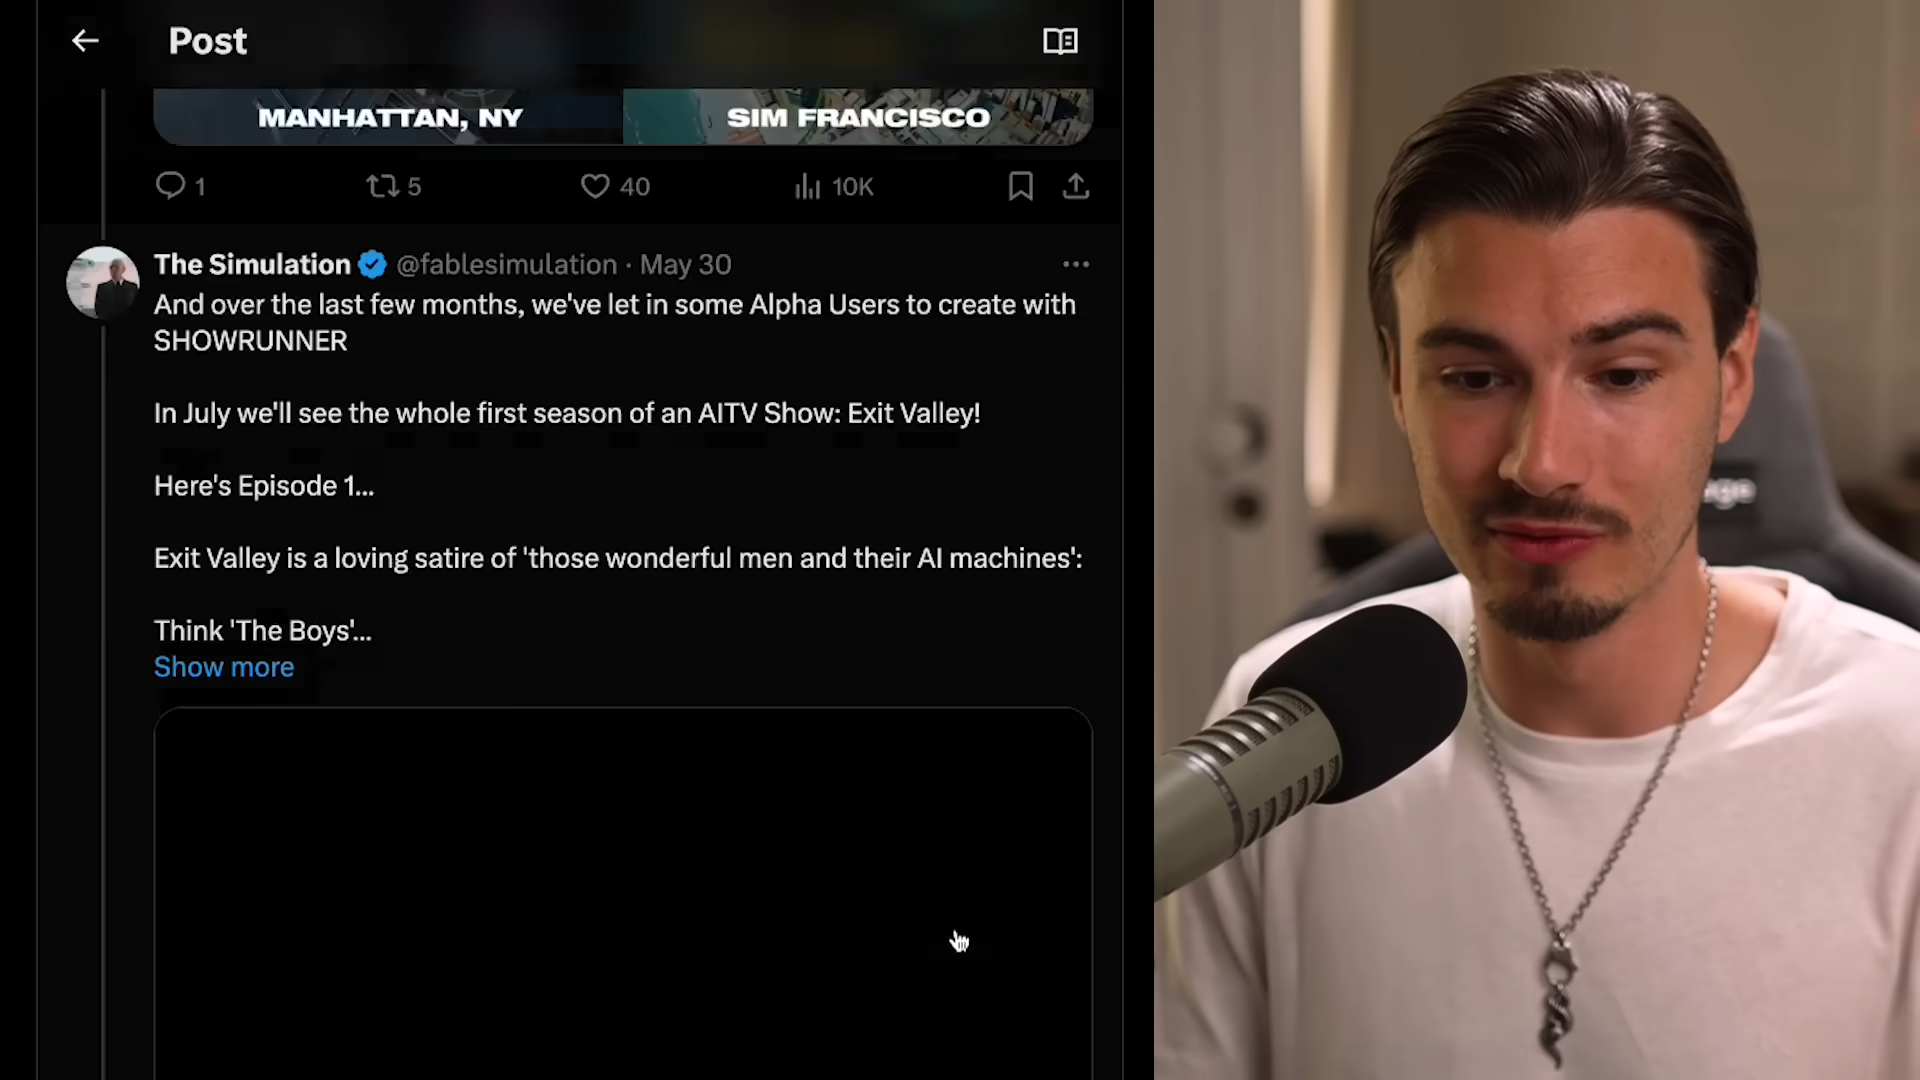 Post
MANHATTAN, NY
SIM FRANCISCO
1
5
40
10K
The Simulation @fablesimulation · May 30
And over the last few months, we've let in some Alpha Users to create with
SHOWRUNNER
In July we'll see the whole first season of an AITV Show: Exit Valley!
Here's Episode 1...
Exit Valley is a loving satire of 'those wonderful men and their AI machines':
Think 'The Boys'...
Show more